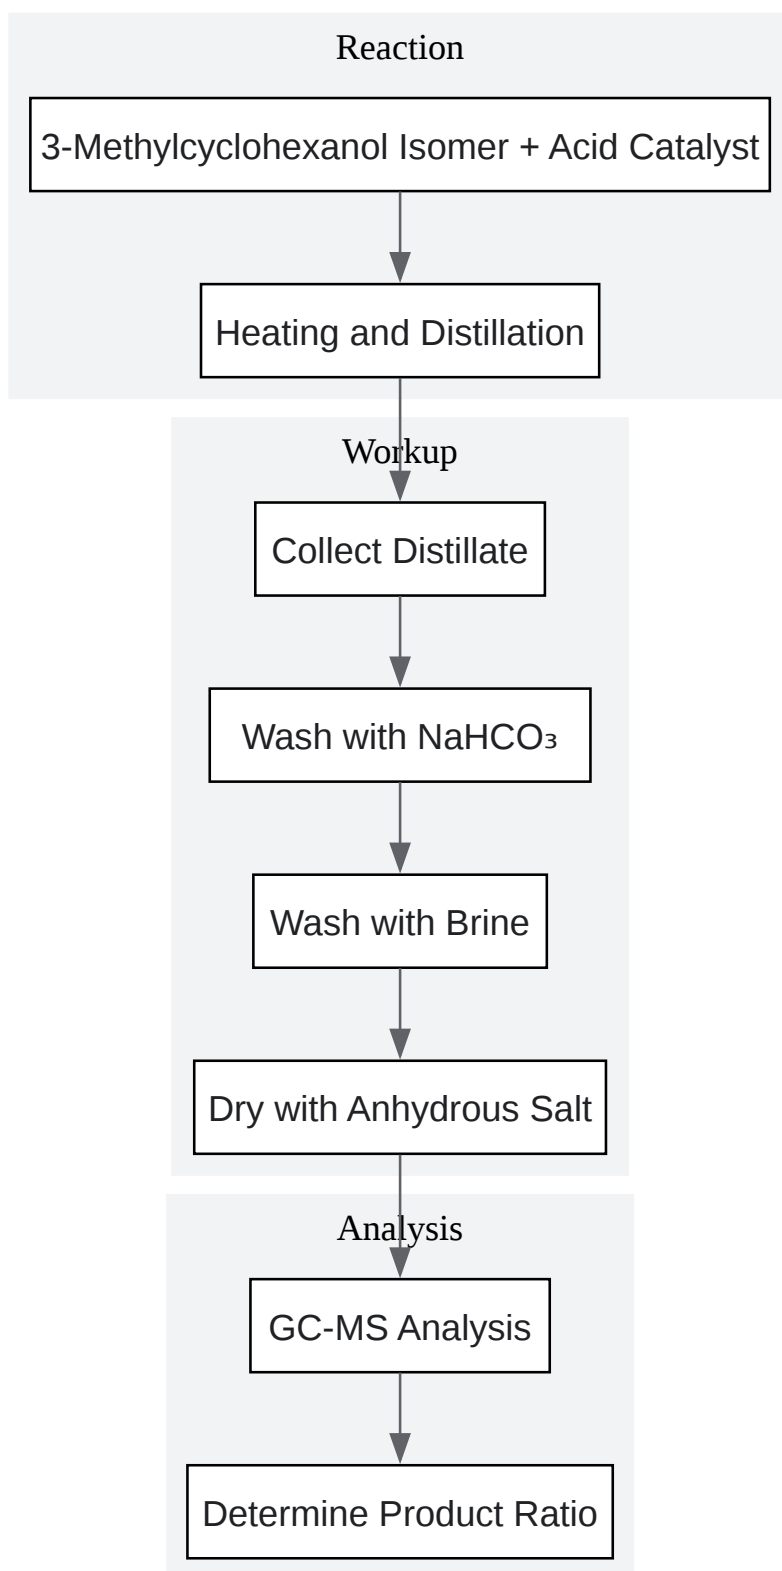 Reaction
3-Methylcyclohexanol Isomer + Acid Catalyst
Heating and Distillation
Workup
Collect Distillate
Wash with NaHCO₃
Wash with Brine
Dry with Anhydrous Salt
Analysis
GC-MS Analysis
Determine Product Ratio